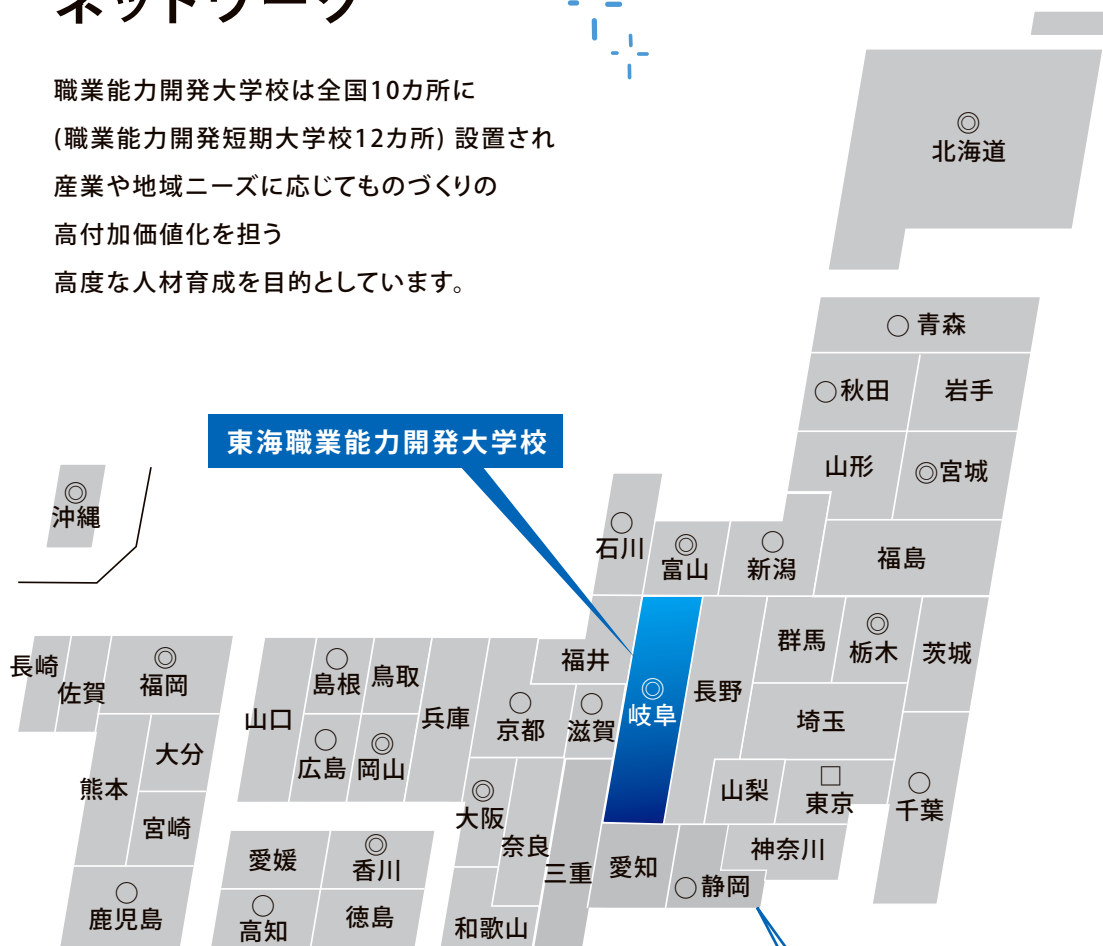 ネットワーク
職業能力開発大学校は全国10カ所に
(職業能力開発短期大学校12カ所) 設置され
産業や地域ニーズに応じてものづくりの
高付加価値化を担う
高度な人材育成を目的としています。
◎
北海道
○ 青森
○秋田
岩手
山形
◎宮城
東海職業能力開発大学校
◎
沖縄
○
石川
◎
富山
○
新潟
福島
長崎
佐賀
◎
福岡
○
島根
鳥取
福井
群馬
◎
栃木
茨城
山口
兵庫
○
京都
○
滋賀
◎
岐阜
長野
埼玉
大分
○
広島
◎
岡山
熊本
◎
大阪
山梨
□
東京
○
千葉
宮崎
奈良
神奈川
愛媛
◎
香川
三重
愛知
○静岡
○
鹿児島
○
高知
徳島
和歌山